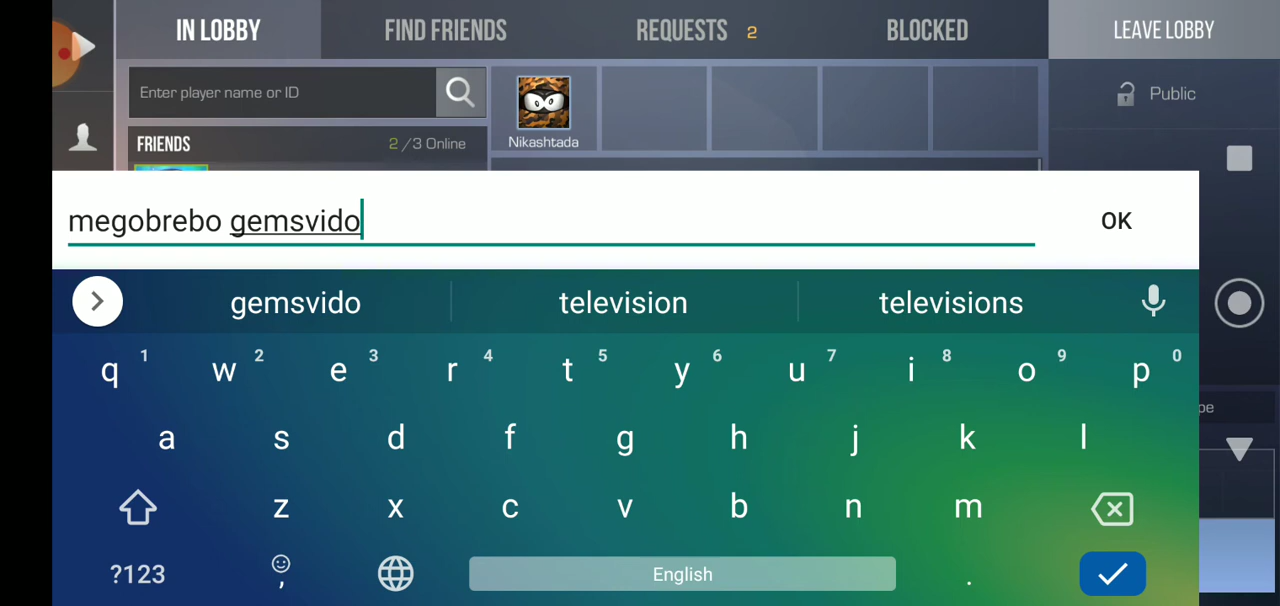 IN LOBBY FIND FRIENDS REQUESTS 2 BLOCKED LEAVE LOBBY
Enter player name or ID
Public
Nikashtada
FRIENDS 2 /3 Online
megobrebo gemsvido OK
gemsvido television televisions
q 1 w 2 e 3 r 4 t 5 y 6 u 7 i 8 o 9 p 0
a s d f g h j k l
z x c v b n m
?123 , English .